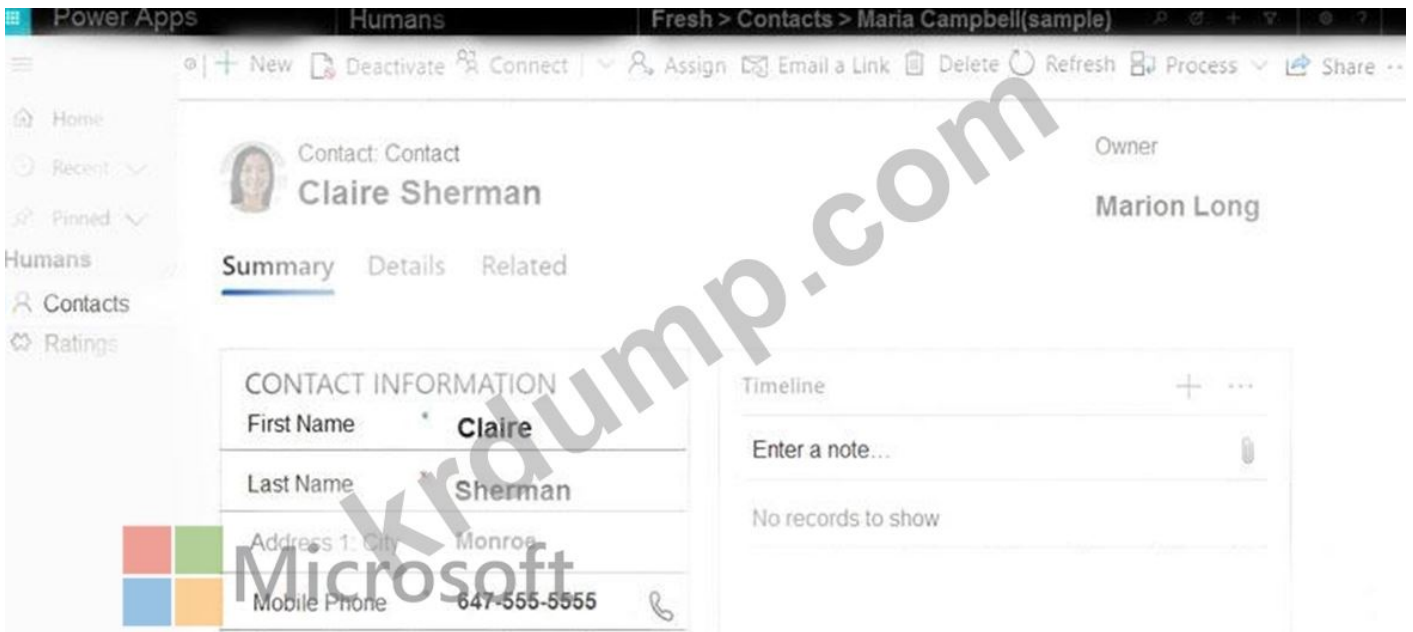 Power Apps Humans Fresh > Contacts > Maria Campbell(sample)
New Deactivate Connect Assign Email a Link Delete Refresh Process Share ...
Home
Recent
Pinned
Humans
Contacts
Ratings
Contact: Contact
Claire Sherman
Owner
Marion Long
Summary Details Related
CONTACT INFORMATION
First Name * Claire
Last Name * Sherman
Address 1: City Monroe
Mobile Phone 647-555-5555
Timeline
Enter a note...
No records to show
krdump.com
Microsoft